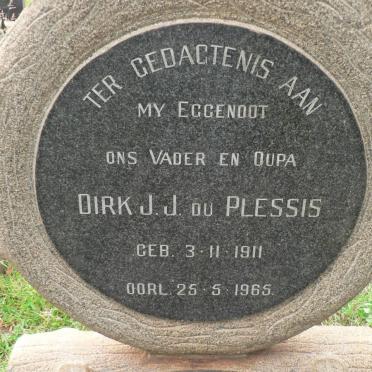 TER GEDACTENIS AAN
MY EGGENOOT
ONS VADER EN OUPA
DIRK J. J. DU PLESSIS
GEB. 3-11-1911
OORL. 25-5-1965.